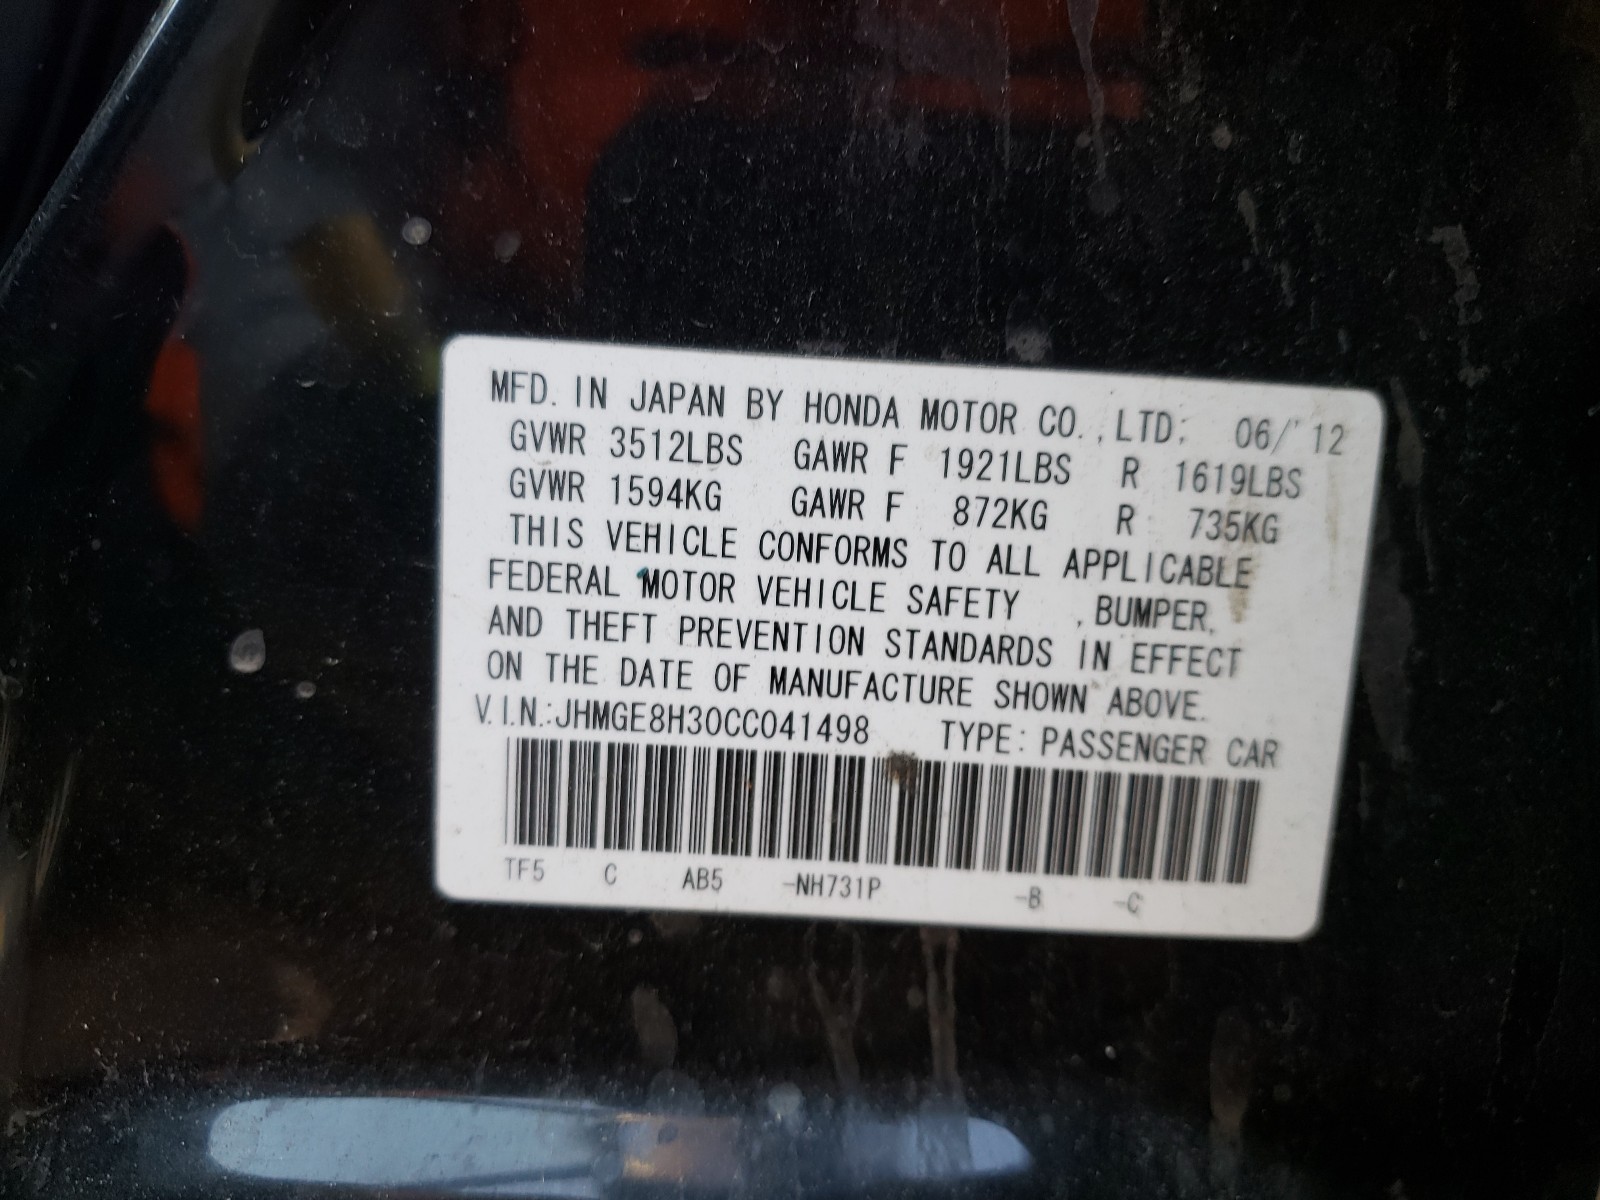 MFD. IN JAPAN BY HONDA MOTOR CO.,LTD. 06/'12
GVWR 3512LBS GAWR F 1921LBS R 1619LBS
GVWR 1594KG GAWR F 872KG R 735KG
THIS VEHICLE CONFORMS TO ALL APPLICABLE
FEDERAL MOTOR VEHICLE SAFETY , BUMPER,
AND THEFT PREVENTION STANDARDS IN EFFECT
ON THE DATE OF MANUFACTURE SHOWN ABOVE.
V.I.N.:JHMGE8H30CC041498 TYPE: PASSENGER CAR
TF5 C AB5 -NH731P -B -C